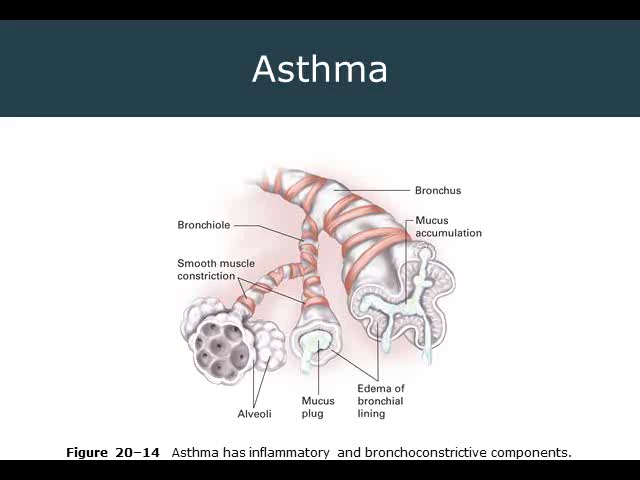 Asthma
Bronchus
Bronchiole
Mucus
accumulation
Smooth muscle
constriction
Alveoli
Mucus
plug
Edema of
bronchial
lining
Figure 20–14 Asthma has inflammatory and bronchoconstrictive components.